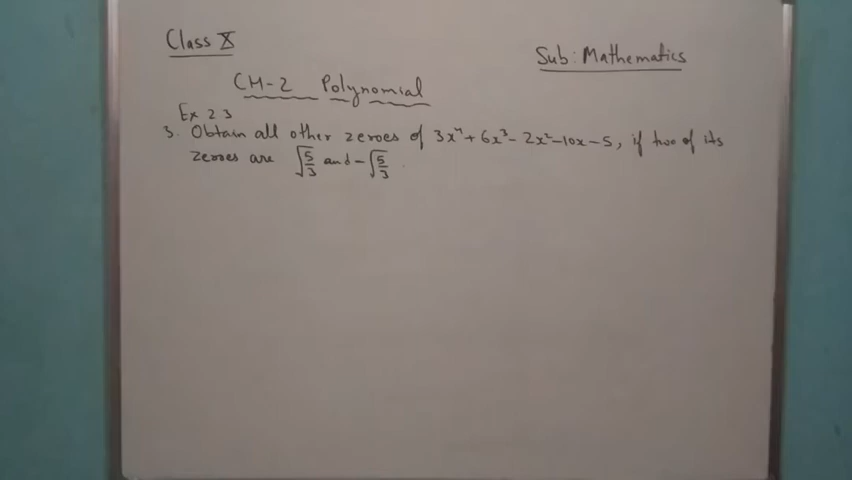 Class X
Sub: Mathematics
CH-2 Polynomial
Ex 2.3
3. Obtain all other zeroes of 3x⁴ + 6x³ - 2x² - 10x - 5, if two of its
zeroes are √5/3 and -√5/3